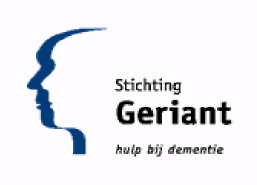 Stichting
Geriant
hulp bij dementie